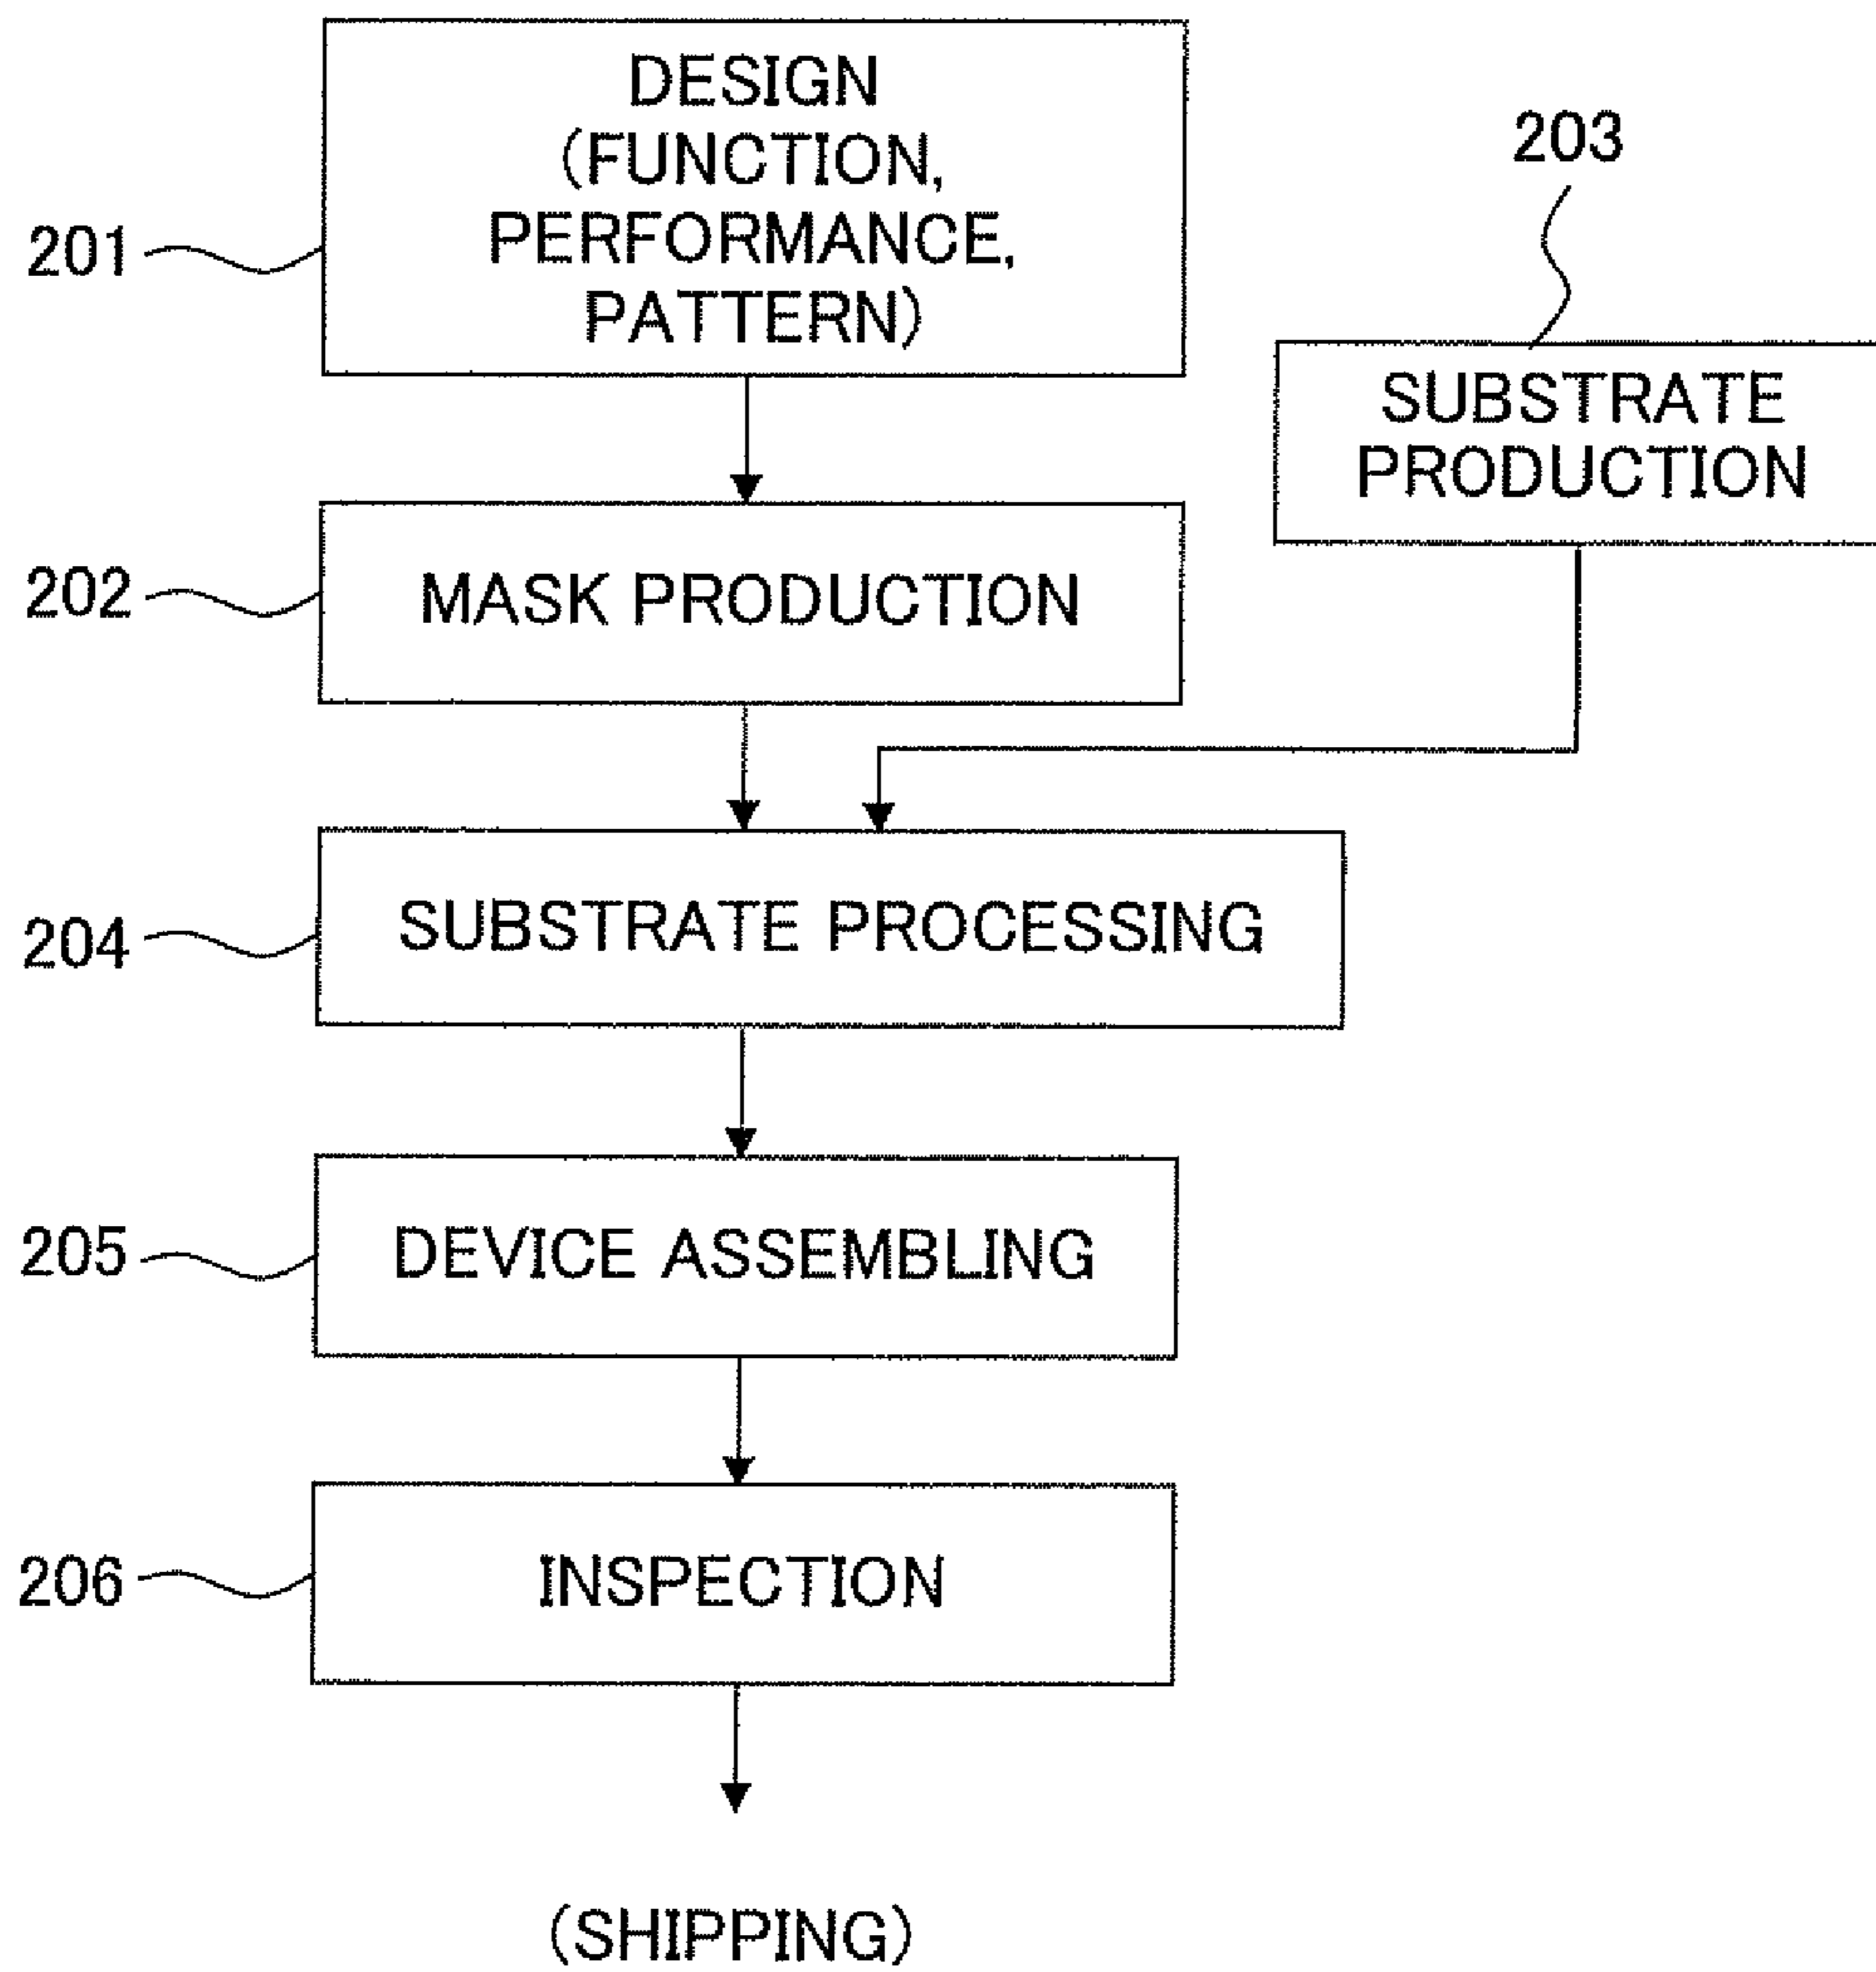 DESIGN
(FUNCTION,
PERFORMANCE,
PATTERN)
201
203
SUBSTRATE
PRODUCTION
202
MASK PRODUCTION
204
SUBSTRATE PROCESSING
205
DEVICE ASSEMBLING
206
INSPECTION
(SHIPPING)